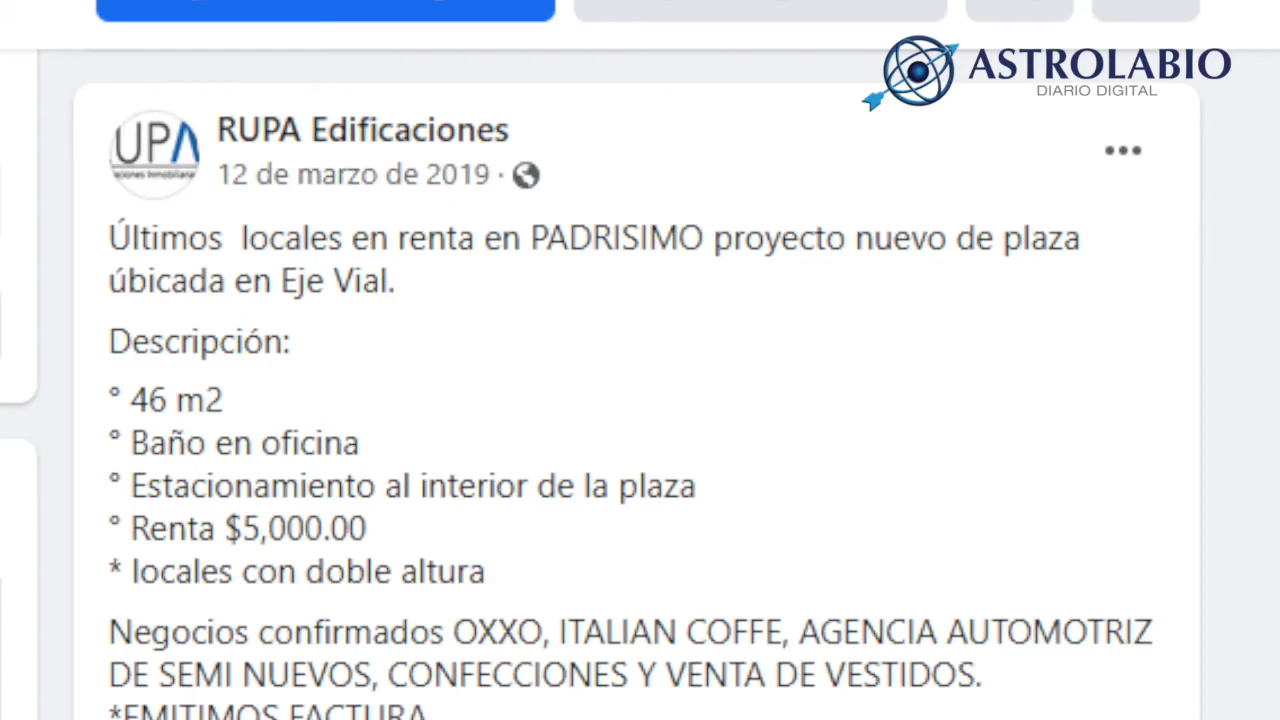 ASTROLABIO
DIARIO DIGITAL
UPA
RUPA Edificaciones
12 de marzo de 2019 ·
Últimos  locales en renta en PADRISIMO proyecto nuevo de plaza
úbicada en Eje Vial.
Descripción:
° 46 m2
° Baño en oficina
° Estacionamiento al interior de la plaza
° Renta $5,000.00
* locales con doble altura
Negocios confirmados OXXO, ITALIAN COFFE, AGENCIA AUTOMOTRIZ
DE SEMI NUEVOS, CONFECCIONES Y VENTA DE VESTIDOS.
*EMITIMOS FACTURA